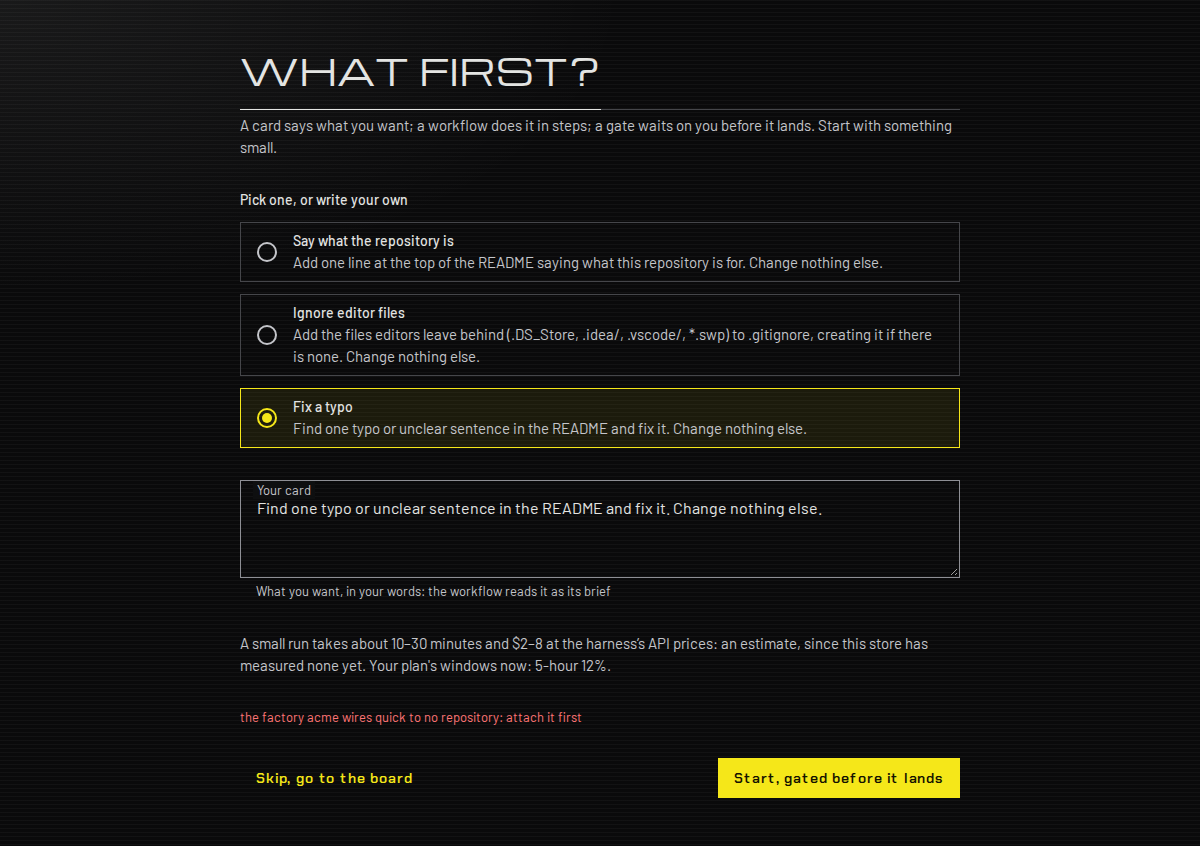 WHAT FIRST?
A card says what you want; a workflow does it in steps; a gate waits on you before it lands. Start with something
small.
Pick one, or write your own
Say what the repository is
Add one line at the top of the README saying what this repository is for. Change nothing else.
Ignore editor files
Add the files editors leave behind (.DS_Store, .idea/, .vscode/, *.swp) to .gitignore, creating it if there
is none. Change nothing else.
Fix a typo
Find one typo or unclear sentence in the README and fix it. Change nothing else.
Your card
Find one typo or unclear sentence in the README and fix it. Change nothing else.
What you want, in your words: the workflow reads it as its brief
A small run takes about 10–30 minutes and $2–8 at the harness's API prices: an estimate, since this store has
measured none yet. Your plan's windows now: 5-hour 12%.
the factory acme wires quick to no repository: attach it first
Skip, go to the board
Start, gated before it lands